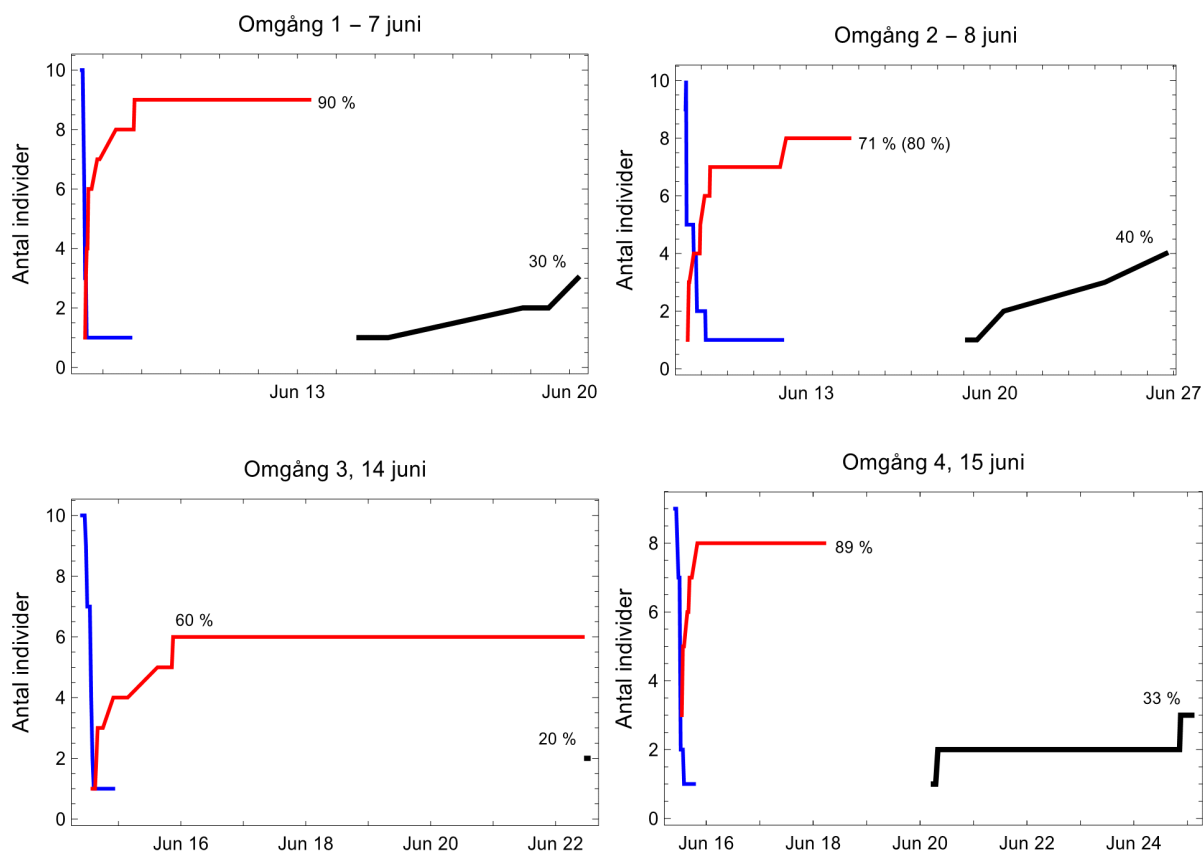 Omgång 1 – 7 juni
Antal individer
10
8
6
4
2
0
90 %
30 %
Jun 13
Jun 20
Omgång 2 – 8 juni
Antal individer
10
8
6
4
2
0
71 % (80 %)
40 %
Jun 13
Jun 20
Jun 27
Omgång 3, 14 juni
Antal individer
10
8
6
4
2
0
60 %
20 %
Jun 16
Jun 18
Jun 20
Jun 22
Omgång 4, 15 juni
Antal individer
8
6
4
2
0
89 %
33 %
Jun 16
Jun 18
Jun 20
Jun 22
Jun 24